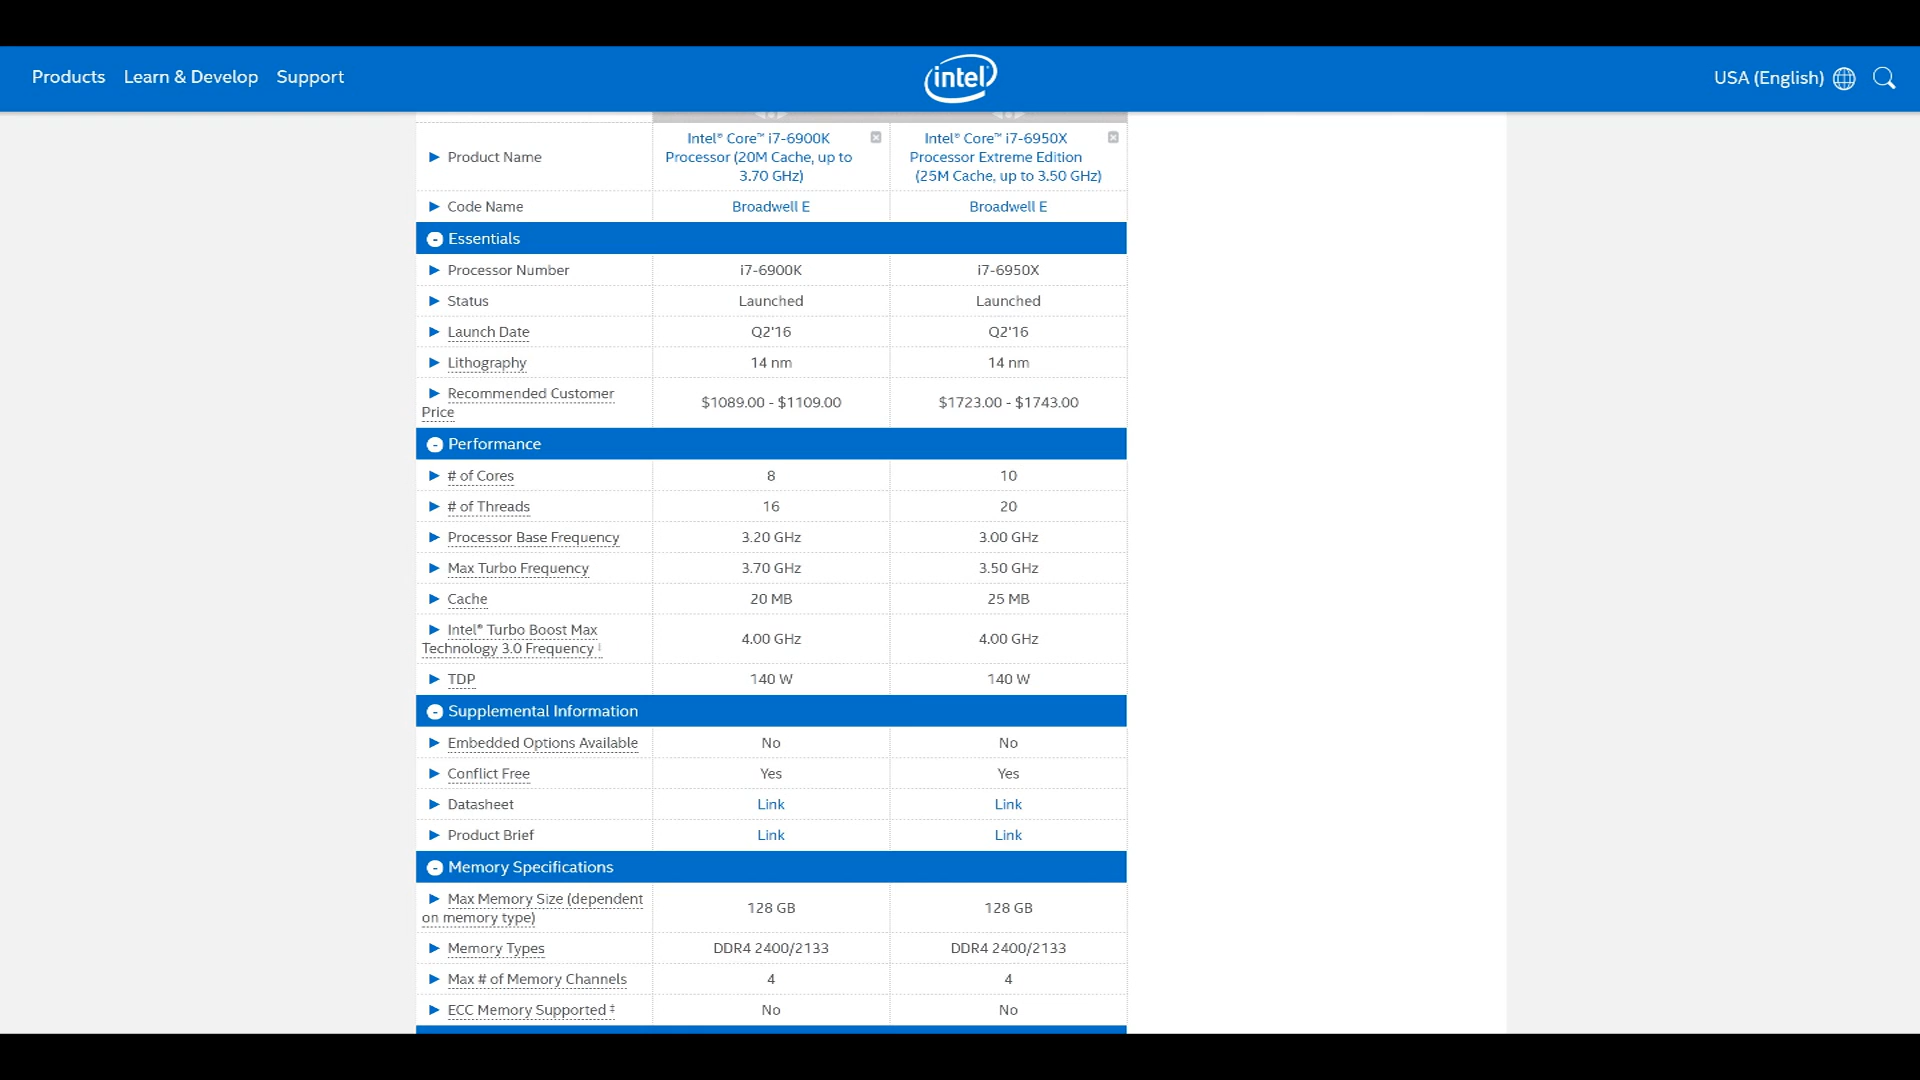 Products Learn & Develop Support
intel
USA (English)
Product Name
Intel® Core™ i7-6900K
Processor (20M Cache, up to
3.70 GHz)
Intel® Core™ i7-6950X
Processor Extreme Edition
(25M Cache, up to 3.50 GHz)
Code Name Broadwell E Broadwell E
Essentials
Processor Number i7-6900K i7-6950X
Status Launched Launched
Launch Date Q2'16 Q2'16
Lithography 14 nm 14 nm
Recommended Customer
Price
$1089.00 - $1109.00 $1723.00 - $1743.00
Performance
# of Cores 8 10
# of Threads 16 20
Processor Base Frequency 3.20 GHz 3.00 GHz
Max Turbo Frequency 3.70 GHz 3.50 GHz
Cache 20 MB 25 MB
Intel® Turbo Boost Max
Technology 3.0 Frequency ‡
4.00 GHz 4.00 GHz
TDP 140 W 140 W
Supplemental Information
Embedded Options Available No No
Conflict Free Yes Yes
Datasheet Link Link
Product Brief Link Link
Memory Specifications
Max Memory Size (dependent
on memory type)
128 GB 128 GB
Memory Types DDR4 2400/2133 DDR4 2400/2133
Max # of Memory Channels 4 4
ECC Memory Supported ‡ No No